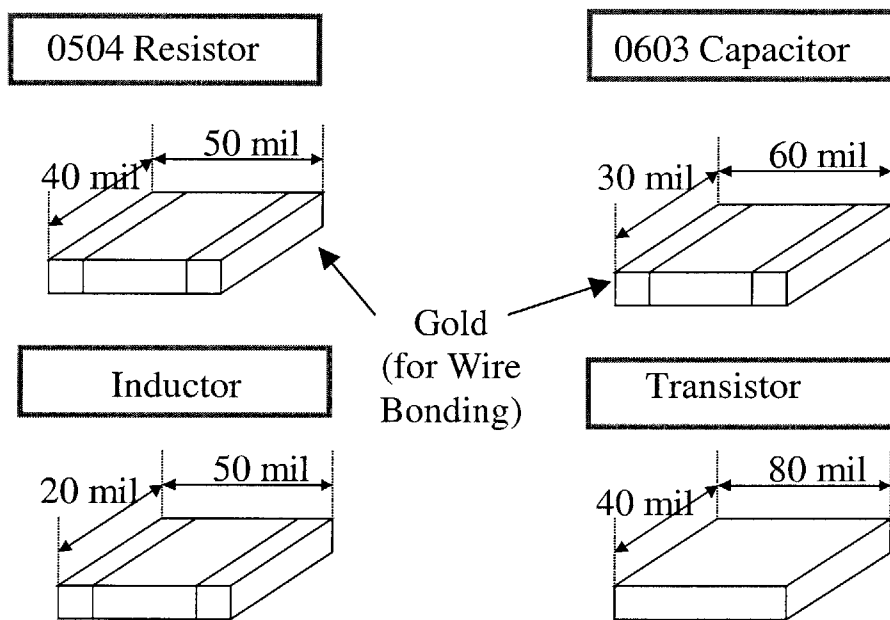 0504 Resistor
0603 Capacitor
50 mil
40 mil
60 mil
30 mil
Gold
(for Wire
Bonding)
Inductor
Transistor
50 mil
20 mil
80 mil
40 mil